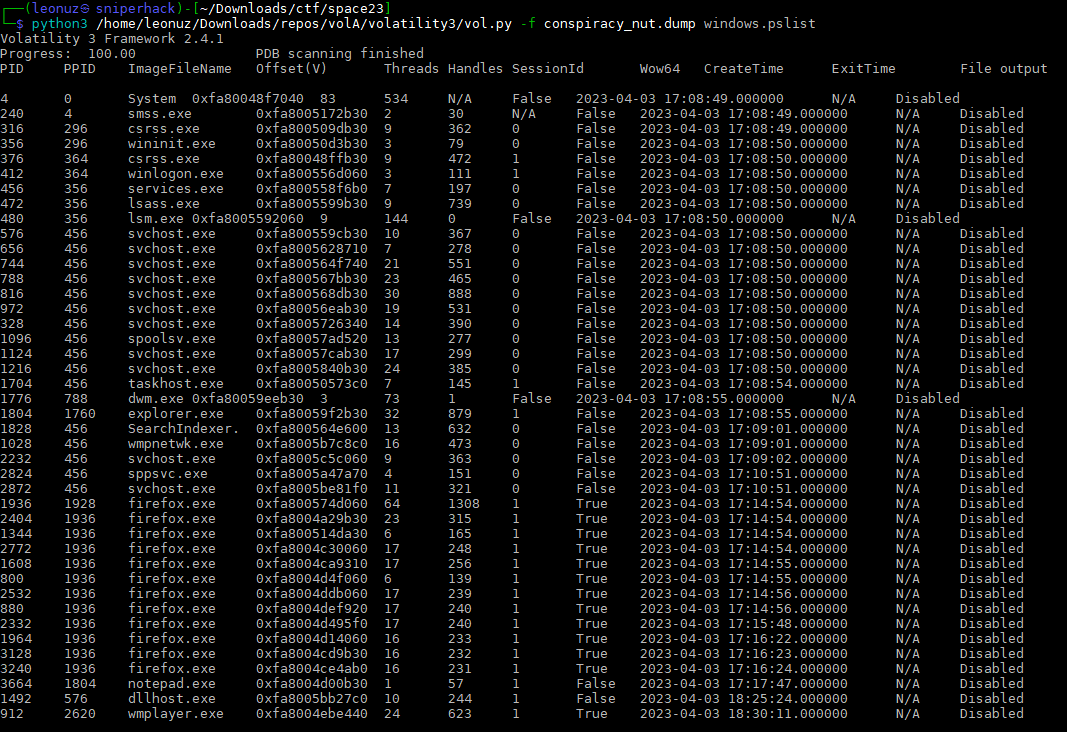 ┌──(leonuz㉿sniperhack)-[~/Downloads/ctf/space23]
└─$ python3 /home/leonuz/Downloads/repos/volA/volatility3/vol.py -f conspiracy_nut.dump windows.pslist
Volatility 3 Framework 2.4.1
Progress:  100.00               PDB scanning finished
PID     PPID    ImageFileName   Offset(V)       Threads Handles SessionId       Wow64   CreateTime      ExitTime        File output

4       0       System  0xfa80048f7040  83      534     N/A     False   2023-04-03 17:08:49.000000      N/A     Disabled
240     4       smss.exe        0xfa8005172b30  2       30      N/A     False   2023-04-03 17:08:49.000000      N/A     Disabled
316     296     csrss.exe       0xfa800509db30  9       362     0       False   2023-04-03 17:08:49.000000      N/A     Disabled
356     296     wininit.exe     0xfa80050d3b30  3       79      0       False   2023-04-03 17:08:50.000000      N/A     Disabled
376     364     csrss.exe       0xfa80048ffb30  9       472     1       False   2023-04-03 17:08:50.000000      N/A     Disabled
412     364     winlogon.exe    0xfa800556d060  3       111     1       False   2023-04-03 17:08:50.000000      N/A     Disabled
456     356     services.exe    0xfa800558f6b0  7       197     0       False   2023-04-03 17:08:50.000000      N/A     Disabled
472     356     lsass.exe       0xfa8005599b30  9       739     0       False   2023-04-03 17:08:50.000000      N/A     Disabled
480     356     lsm.exe 0xfa8005592060  9       144     0       False   2023-04-03 17:08:50.000000      N/A     Disabled
576     456     svchost.exe     0xfa800559cb30  10      367     0       False   2023-04-03 17:08:50.000000      N/A     Disabled
656     456     svchost.exe     0xfa8005628710  7       278     0       False   2023-04-03 17:08:50.000000      N/A     Disabled
744     456     svchost.exe     0xfa800564f740  21      551     0       False   2023-04-03 17:08:50.000000      N/A     Disabled
788     456     svchost.exe     0xfa800567bb30  23      465     0       False   2023-04-03 17:08:50.000000      N/A     Disabled
816     456     svchost.exe     0xfa800568db30  30      888     0       False   2023-04-03 17:08:50.000000      N/A     Disabled
972     456     svchost.exe     0xfa80056eab30  19      531     0       False   2023-04-03 17:08:50.000000      N/A     Disabled
328     456     svchost.exe     0xfa8005726340  14      390     0       False   2023-04-03 17:08:50.000000      N/A     Disabled
1096    456     spoolsv.exe     0xfa80057ad520  13      277     0       False   2023-04-03 17:08:50.000000      N/A     Disabled
1124    456     svchost.exe     0xfa80057cab30  17      299     0       False   2023-04-03 17:08:50.000000      N/A     Disabled
1216    456     svchost.exe     0xfa8005840b30  24      385     0       False   2023-04-03 17:08:50.000000      N/A     Disabled
1704    456     taskhost.exe    0xfa80050573c0  7       145     1       False   2023-04-03 17:08:54.000000      N/A     Disabled
1776    788     dwm.exe 0xfa80059eeb30  3       73      1       False   2023-04-03 17:08:55.000000      N/A     Disabled
1804    1760    explorer.exe    0xfa80059f2b30  32      879     1       False   2023-04-03 17:08:55.000000      N/A     Disabled
1828    456     SearchIndexer.  0xfa800564e600  13      632     0       False   2023-04-03 17:09:01.000000      N/A     Disabled
1028    456     wmpnetwk.exe    0xfa8005b7c8c0  16      473     0       False   2023-04-03 17:09:01.000000      N/A     Disabled
2232    456     svchost.exe     0xfa8005c5c060  9       363     0       False   2023-04-03 17:09:02.000000      N/A     Disabled
2824    456     sppsvc.exe      0xfa8005a47a70  4       151     0       False   2023-04-03 17:10:51.000000      N/A     Disabled
2872    456     svchost.exe     0xfa8005be81f0  11      321     0       False   2023-04-03 17:10:51.000000      N/A     Disabled
1936    1928    firefox.exe     0xfa800574d060  64      1308    1       True    2023-04-03 17:14:54.000000      N/A     Disabled
2404    1936    firefox.exe     0xfa8004a29b30  23      315     1       True    2023-04-03 17:14:54.000000      N/A     Disabled
1344    1936    firefox.exe     0xfa800514da30  6       165     1       True    2023-04-03 17:14:54.000000      N/A     Disabled
2772    1936    firefox.exe     0xfa8004c30060  17      248     1       True    2023-04-03 17:14:54.000000      N/A     Disabled
1608    1936    firefox.exe     0xfa8004ca9310  17      256     1       True    2023-04-03 17:14:55.000000      N/A     Disabled
800     1936    firefox.exe     0xfa8004d4f060  6       139     1       True    2023-04-03 17:14:55.000000      N/A     Disabled
2532    1936    firefox.exe     0xfa8004ddb060  17      239     1       True    2023-04-03 17:14:56.000000      N/A     Disabled
880     1936    firefox.exe     0xfa8004def920  17      240     1       True    2023-04-03 17:14:56.000000      N/A     Disabled
2332    1936    firefox.exe     0xfa8004d495f0  17      240     1       True    2023-04-03 17:15:48.000000      N/A     Disabled
1964    1936    firefox.exe     0xfa8004d14060  16      233     1       True    2023-04-03 17:16:22.000000      N/A     Disabled
3128    1936    firefox.exe     0xfa8004cd9b30  16      232     1       True    2023-04-03 17:16:23.000000      N/A     Disabled
3240    1936    firefox.exe     0xfa8004ce4ab0  16      231     1       True    2023-04-03 17:16:24.000000      N/A     Disabled
3664    1804    notepad.exe     0xfa8004d00b30  1       57      1       False   2023-04-03 17:17:47.000000      N/A     Disabled
1492    576     dllhost.exe     0xfa8005bb27c0  10      244     1       False   2023-04-03 18:25:24.000000      N/A     Disabled
912     2620    wmplayer.exe    0xfa8004ebe440  24      623     1       True    2023-04-03 18:30:11.000000      N/A     Disabled